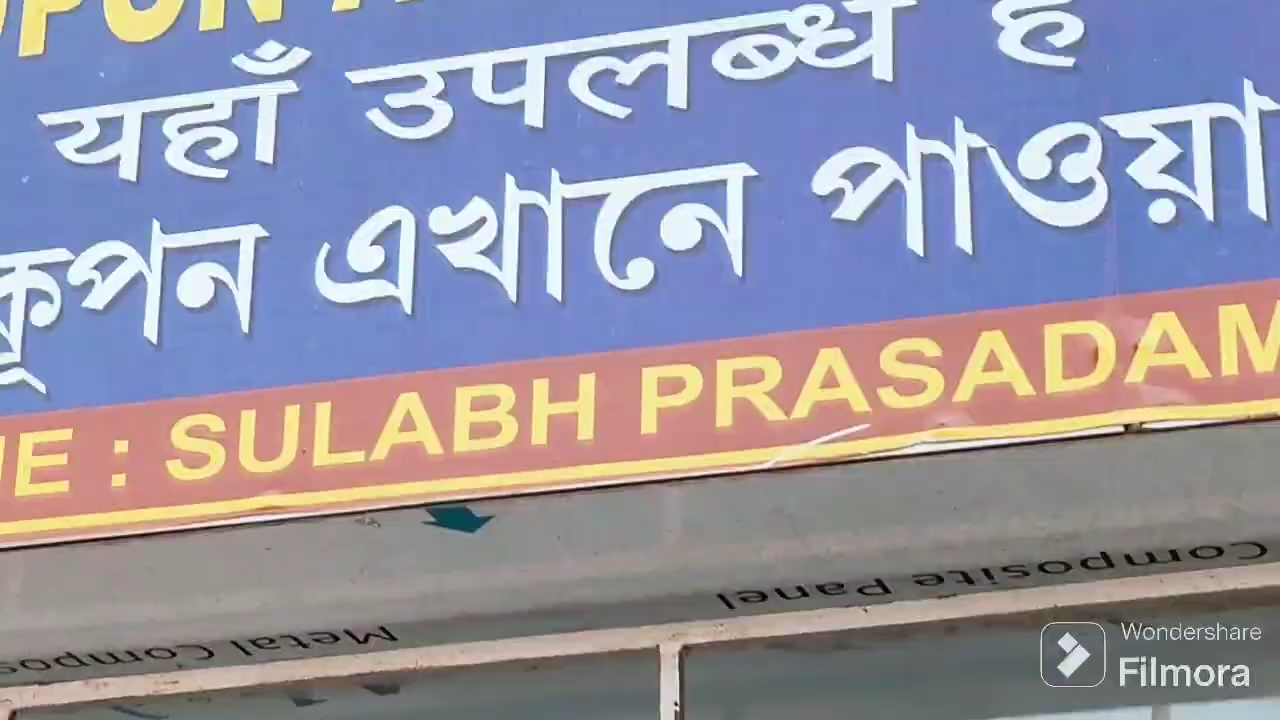 यहाँ उपलब्ध है
কূপন এখানে পাওয়া
: SULABH PRASADAM
Metal Compos
Composite Panel
Wondershare
Filmora